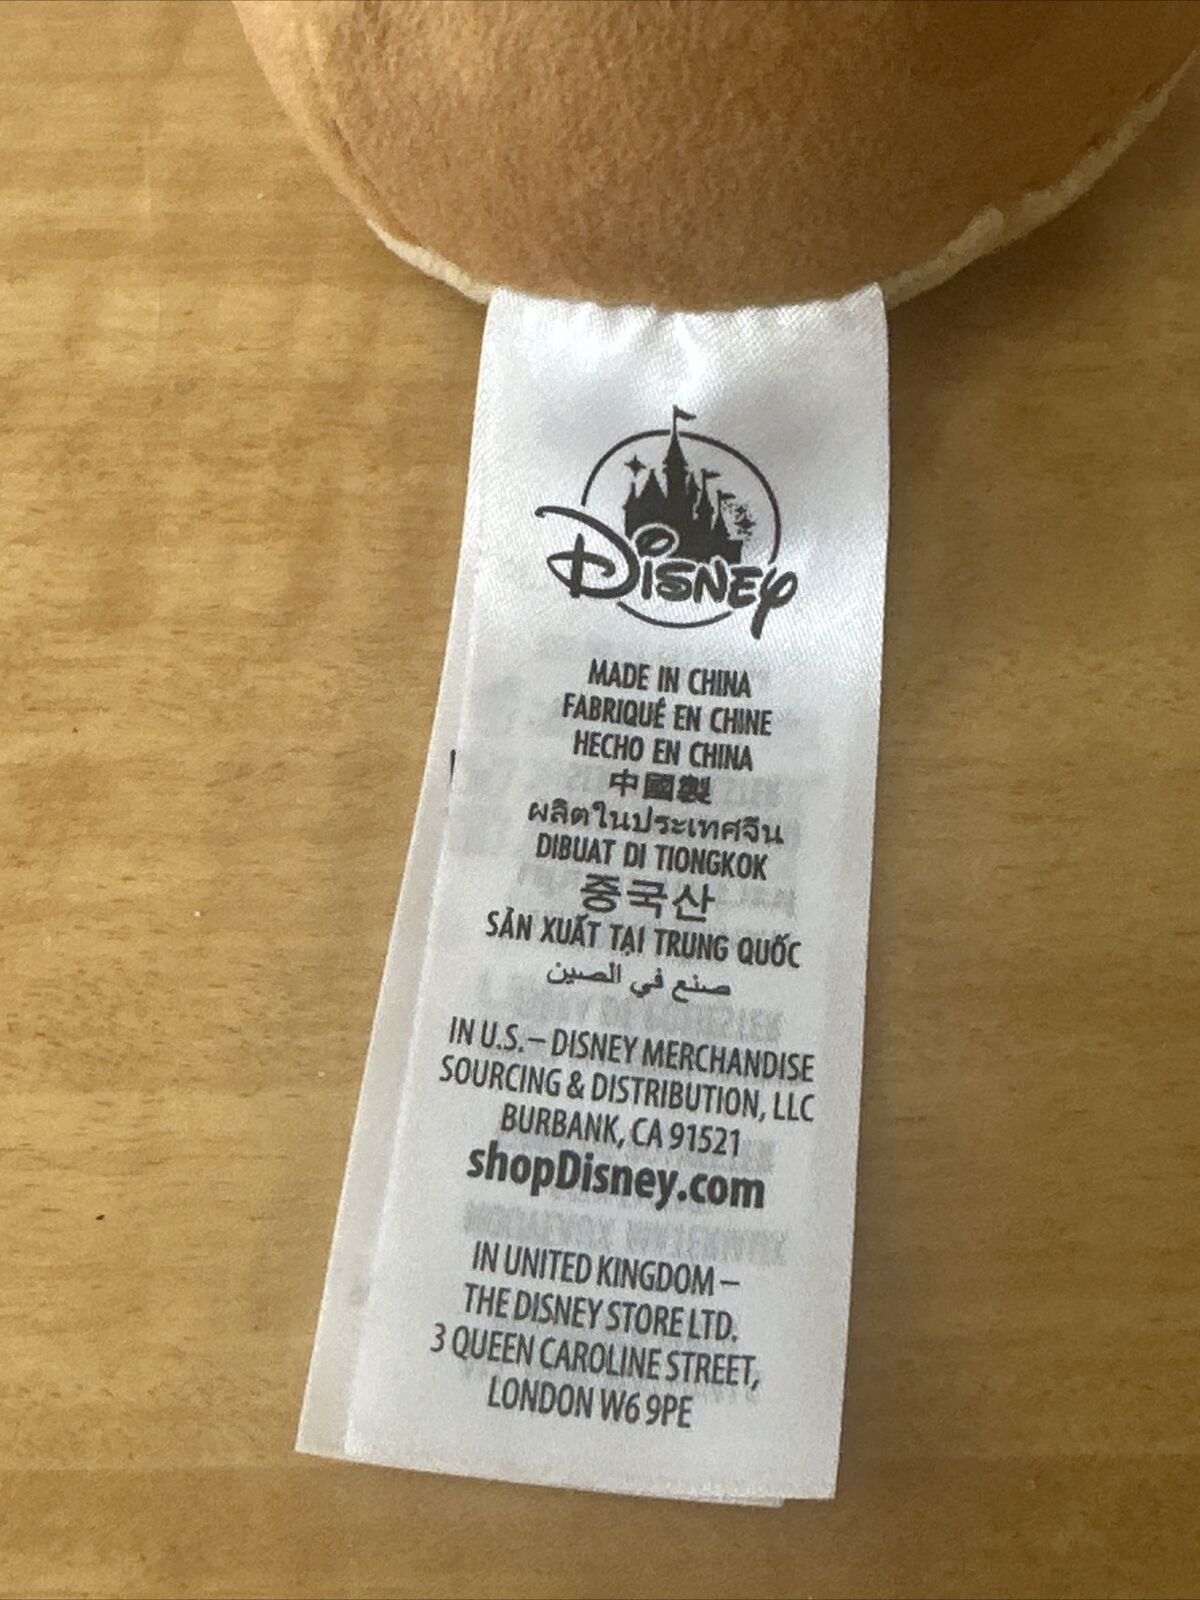 DISNEY
MADE IN CHINA
FABRIQUÉ EN CHINE
HECHO EN CHINA
中國製
ผลิตในประเทศจีน
DIBUAT DI TIONGKOK
중국산
SẢN XUẤT TẠI TRUNG QUỐC
صنع في الصين
IN U.S. – DISNEY MERCHANDISE
SOURCING & DISTRIBUTION, LLC
BURBANK, CA 91521
shopDisney.com
IN UNITED KINGDOM –
THE DISNEY STORE LTD.
3 QUEEN CAROLINE STREET,
LONDON W6 9PE